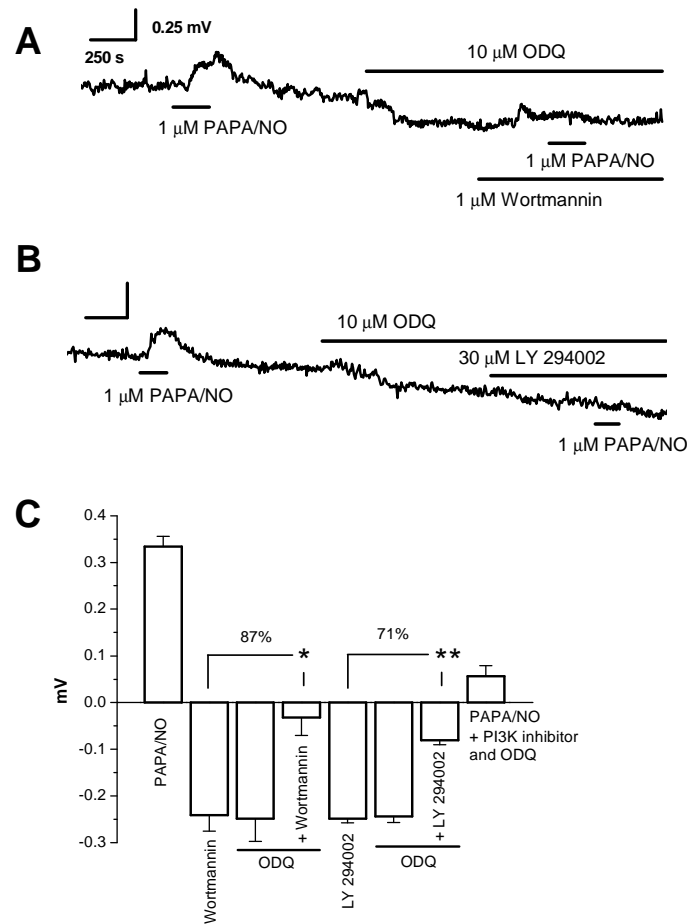 A
0.25 mV
250 s
10 μM ODQ
1 μM PAPA/NO
1 μM PAPA/NO
1 μM Wortmannin
B
10 μM ODQ
30 μM LY 294002
1 μM PAPA/NO
1 μM PAPA/NO
C
0.4
0.3
0.2
0.1
0.0
-0.1
-0.2
-0.3
mV
87%
*
71%
**
PAPA/NO
Wortmannin
+ Wortmannin
ODQ
LY 294002
+ LY 294002
ODQ
PAPA/NO
+ PI3K inhibitor
and ODQ